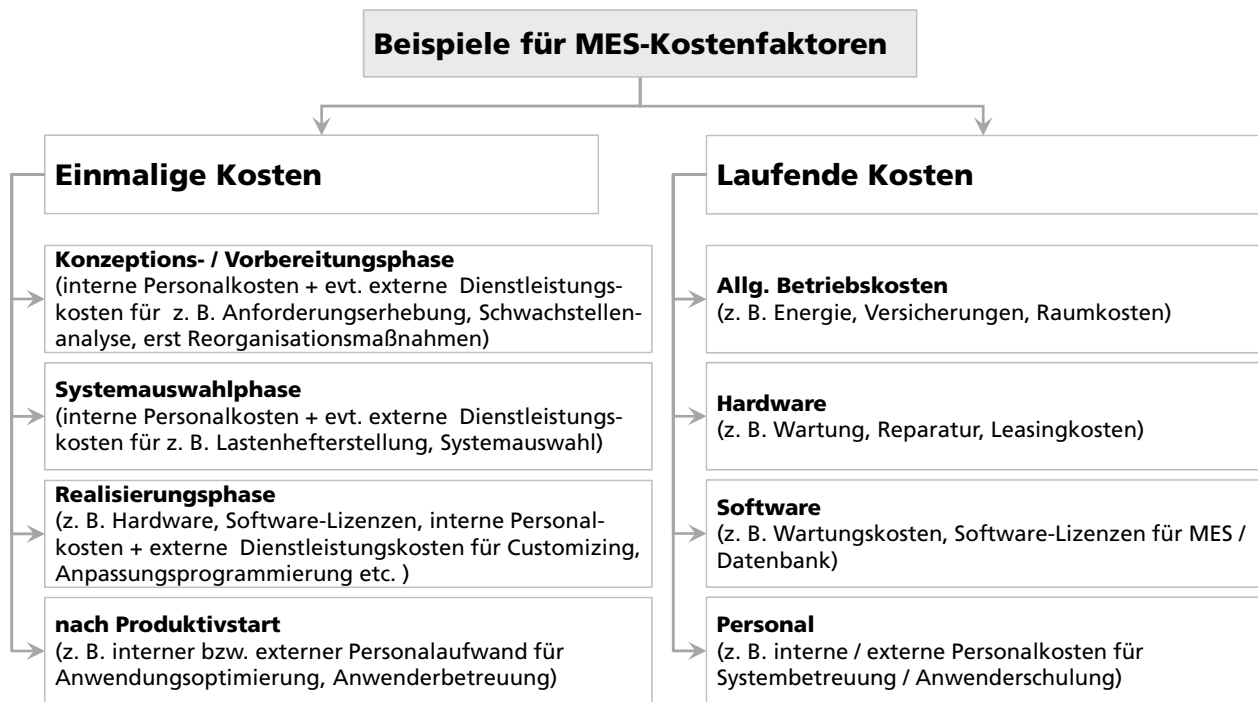 Beispiele für MES-Kostenfaktoren
Einmalige Kosten
Konzeptions- / Vorbereitungsphase
(interne Personalkosten + evt. externe Dienstleistungs-
kosten für z. B. Anforderungserhebung, Schwachstellen-
analyse, erst Reorganisationsmaßnahmen)
Systemauswahlphase
(interne Personalkosten + evt. externe Dienstleistungs-
kosten für z. B. Lastenhefterstellung, Systemauswahl)
Realisierungsphase
(z. B. Hardware, Software-Lizenzen, interne Personal-
kosten + externe Dienstleistungskosten für Customizing,
Anpassungsprogrammierung etc. )
nach Produktivstart
(z. B. interner bzw. externer Personalaufwand für
Anwendungsoptimierung, Anwenderbetreuung)
Laufende Kosten
Allg. Betriebskosten
(z. B. Energie, Versicherungen, Raumkosten)
Hardware
(z. B. Wartung, Reparatur, Leasingkosten)
Software
(z. B. Wartungskosten, Software-Lizenzen für MES /
Datenbank)
Personal
(z. B. interne / externe Personalkosten für
Systembetreuung / Anwenderschulung)